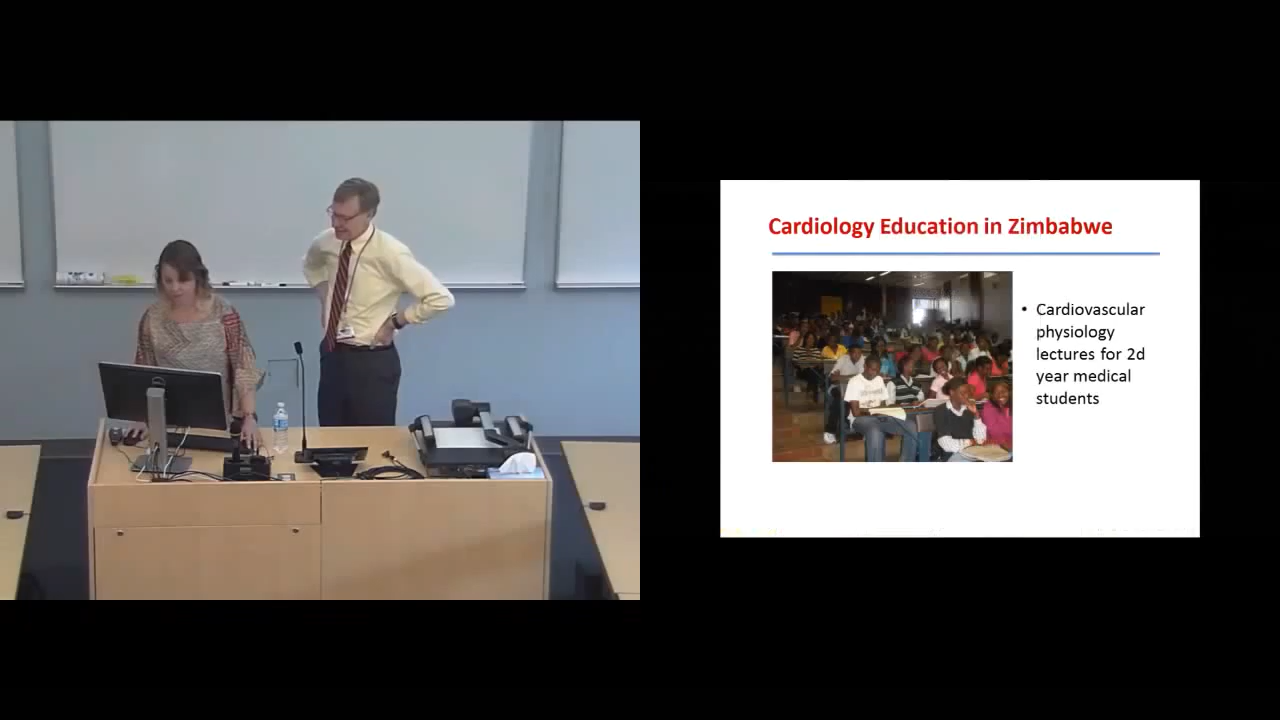 Cardiology Education in Zimbabwe
• Cardiovascular
physiology
lectures for 2d
year medical
students